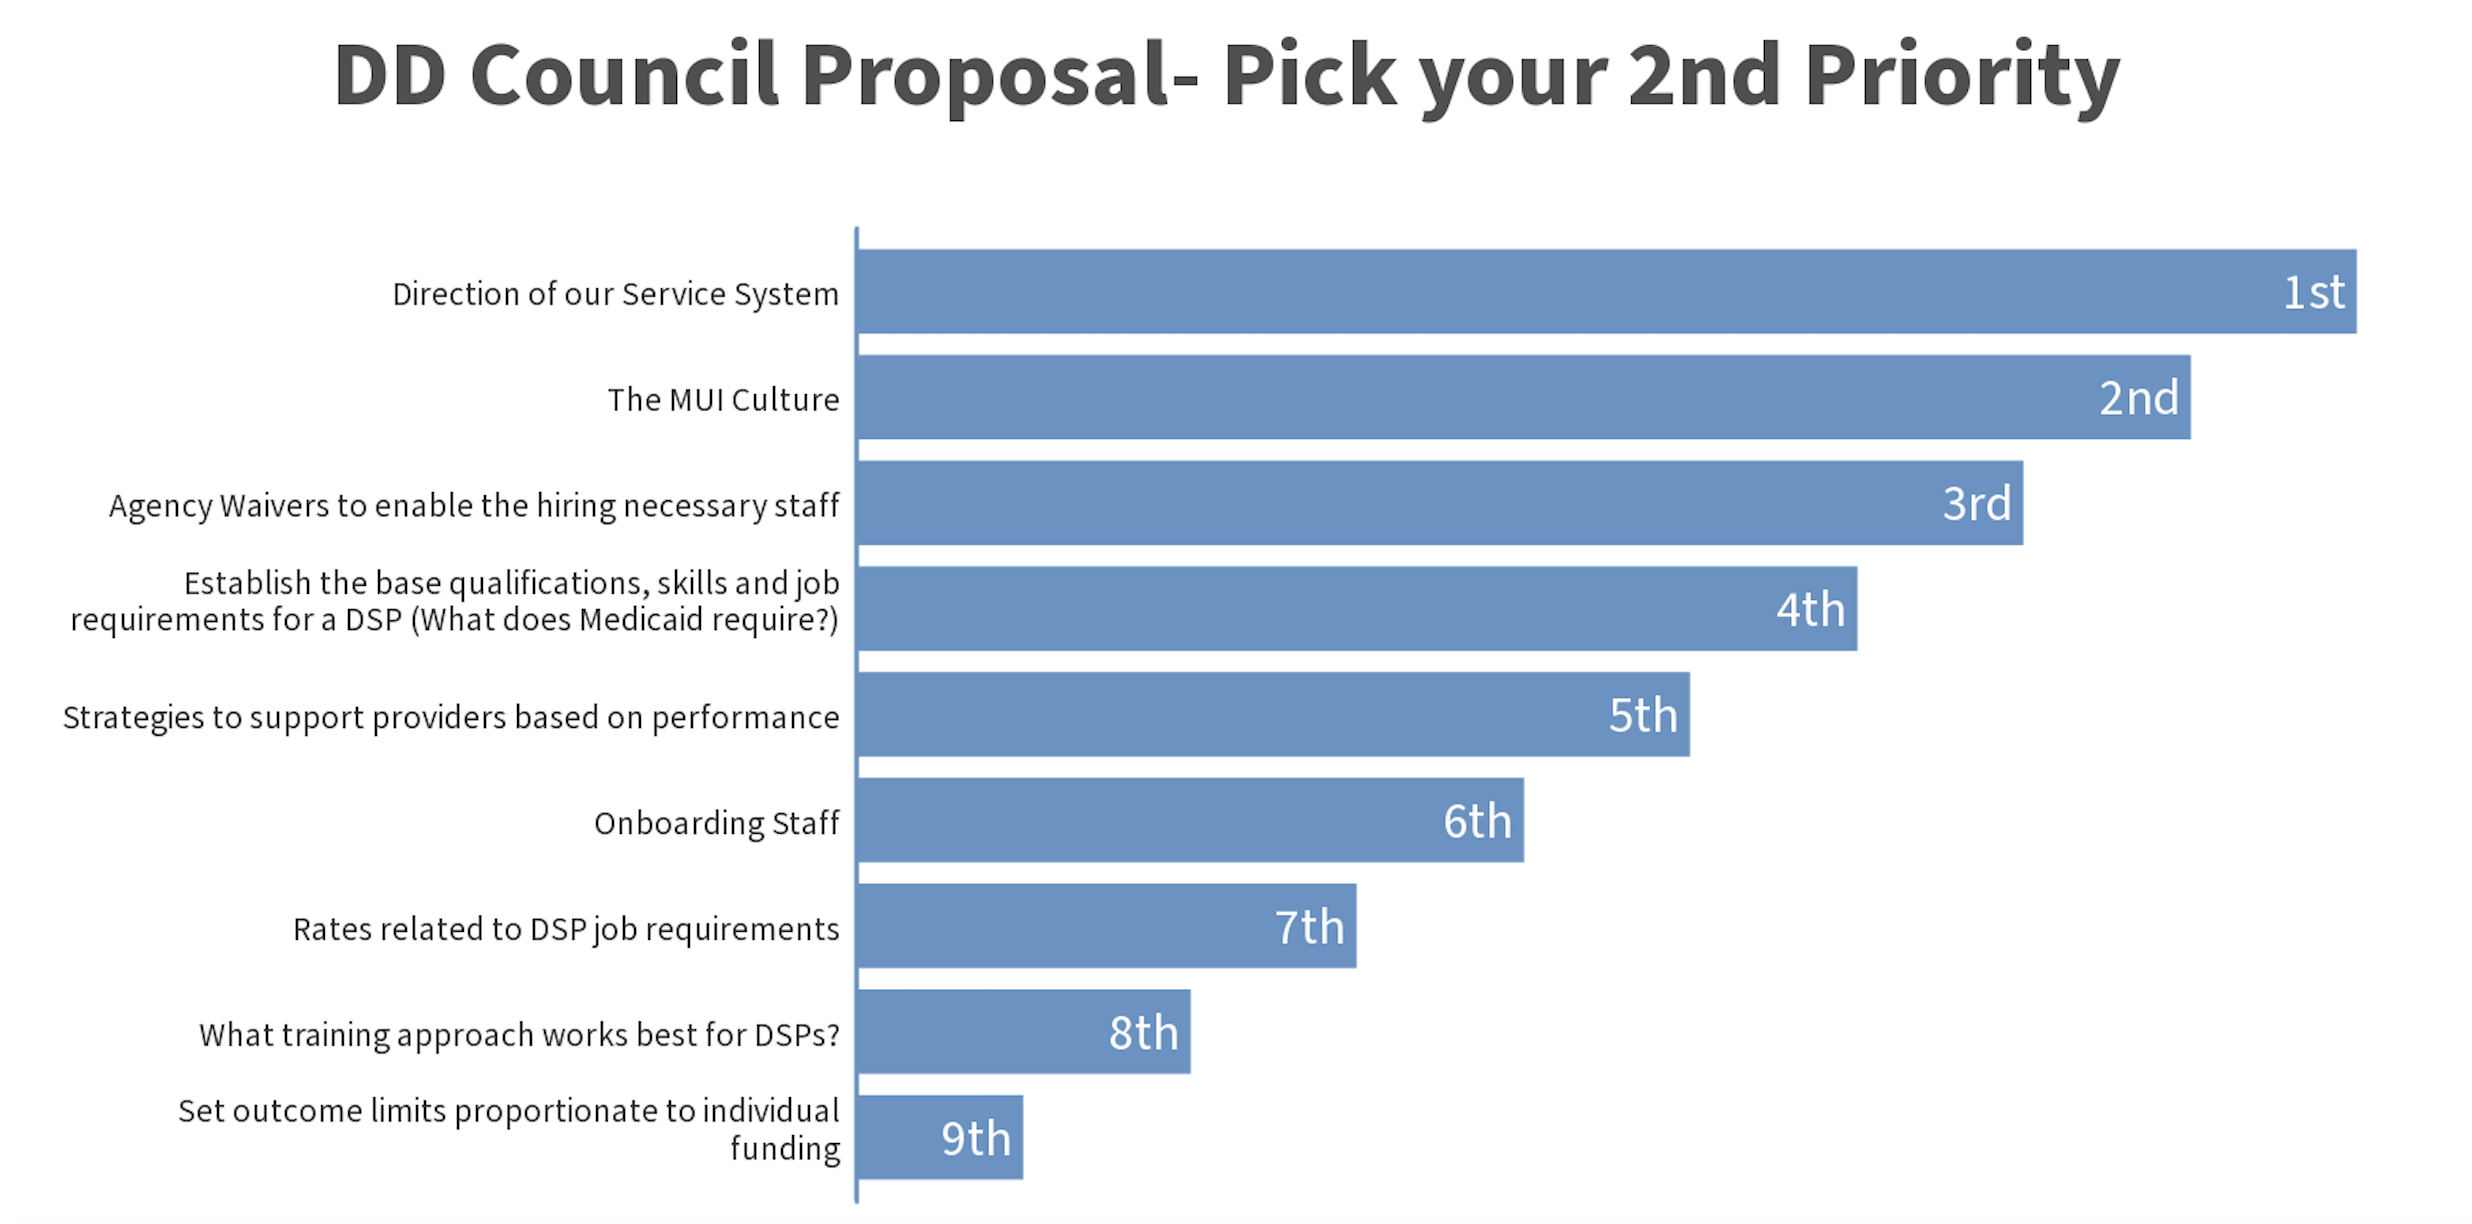 DD Council Proposal- Pick your 2nd Priority
Direction of our Service System
1st
The MUI Culture
2nd
Agency Waivers to enable the hiring necessary staff
3rd
Establish the base qualifications, skills and job
requirements for a DSP (What does Medicaid require?)
4th
Strategies to support providers based on performance
5th
Onboarding Staff
6th
Rates related to DSP job requirements
7th
What training approach works best for DSPs?
8th
Set outcome limits proportionate to individual
funding
9th